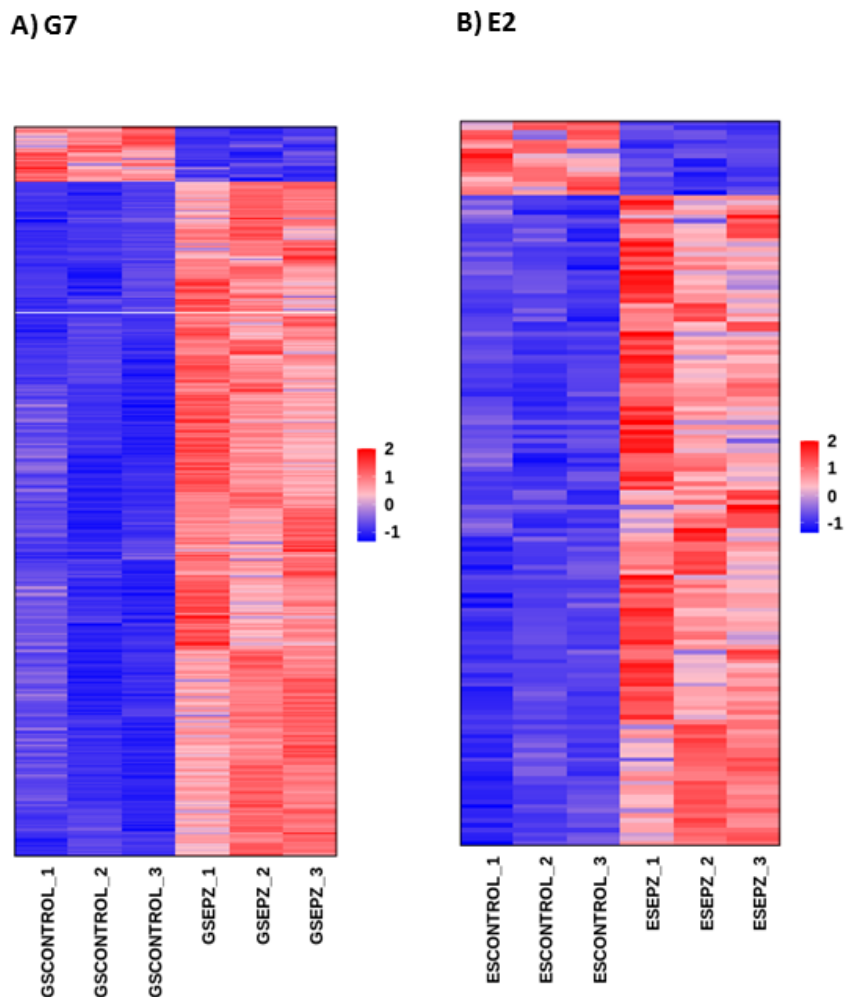 A) G7
B) E2
2
1
0
-1
2
1
0
-1
GSCONTROL_1
GSCONTROL_2
GSCONTROL_3
GSEPZ_1
GSEPZ_2
GSEPZ_3
ESCONTROL_1
ESCONTROL_2
ESCONTROL_3
ESEPZ_1
ESEPZ_2
ESEPZ_3